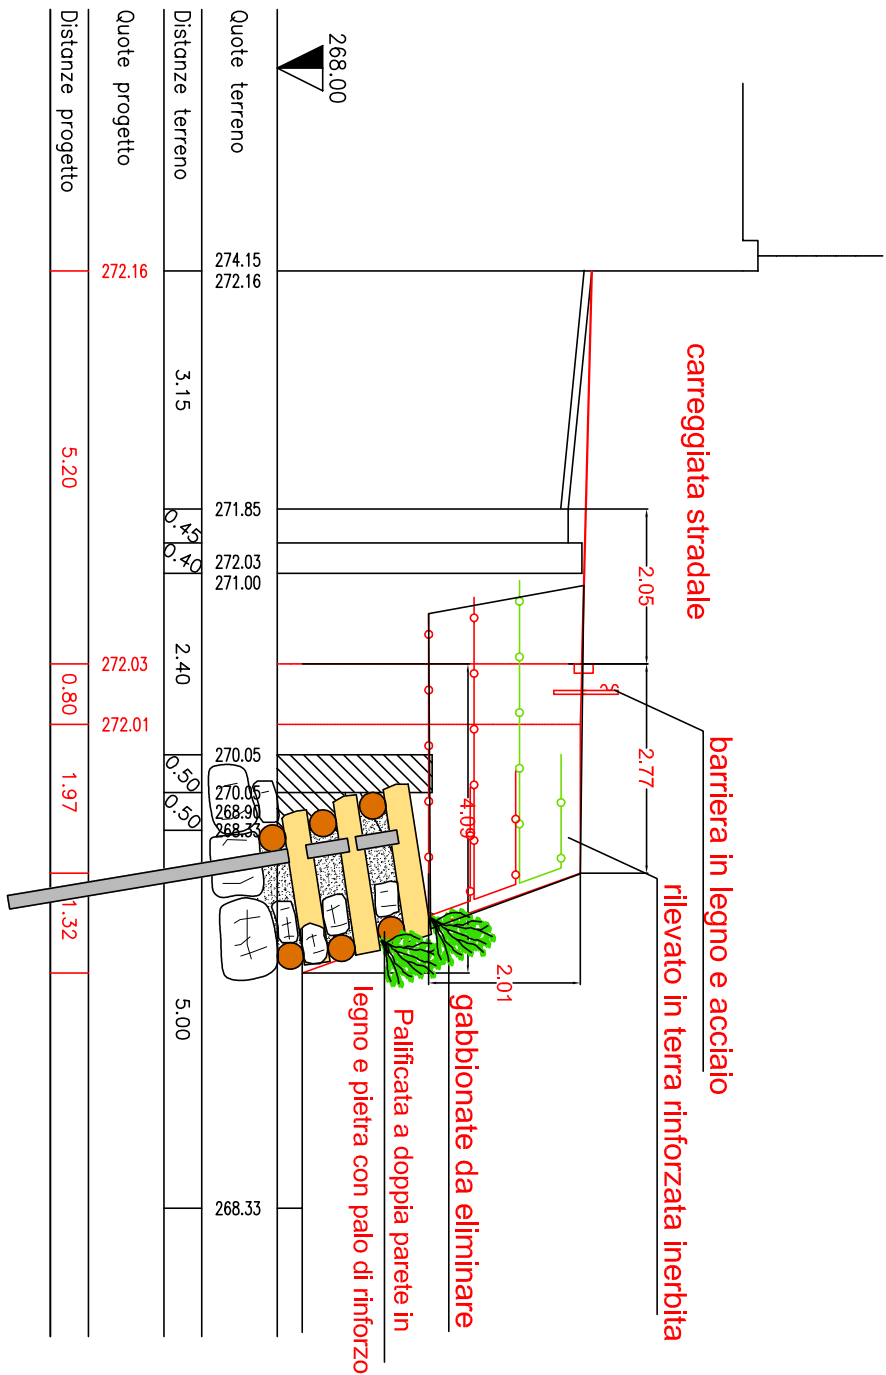 268.00
carreggiata stradale
2.05
2.77
barriera in legno e acciaio
rilevato in terra rinforzata inerbita
4.09
2.01
gabbionate da eliminare
Palificata a doppia parete in
legno e pietra con palo di rinforzo
Quote terreno
274.15
272.16
271.85
272.03
271.00
270.05
270.05
268.90
268.33
268.33
Distanze terreno
3.15
0.45
0.40
2.40
0.50
0.50
5.00
Quote progetto
272.16
272.03
272.01
Distanze progetto
5.20
0.80
1.97
1.32